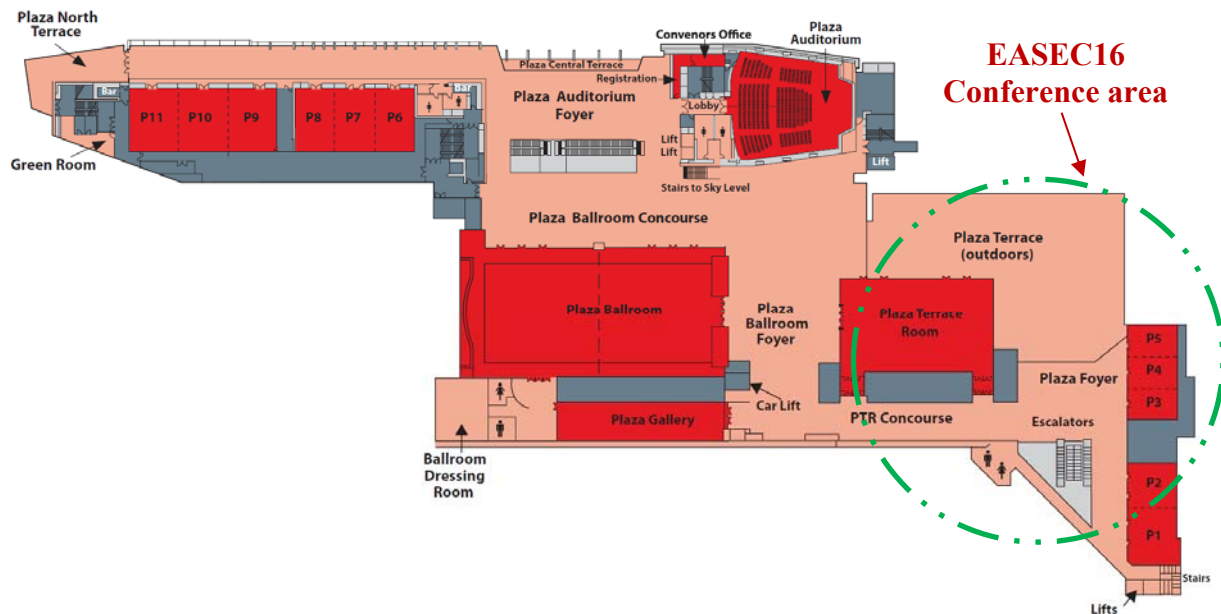 Plaza North
Terrace
Convenors Office
Plaza
Auditorium
EASEC16
Conference area
Plaza Central Terrace
Registration
Bar
Plaza Auditorium
Foyer
Lobby
P11
P10
P9
P8
P7
P6
Lift
Lift
Lift
Green Room
Stairs to Sky Level
Plaza Ballroom Concourse
Plaza Terrace
(outdoors)
Plaza Ballroom
Plaza
Ballroom
Foyer
Plaza Terrace
Room
P5
P4
P3
Plaza Foyer
Car Lift
Plaza Gallery
PTR Concourse
Escalators
Ballroom
Dressing
Room
P2
P1
Stairs
Lifts